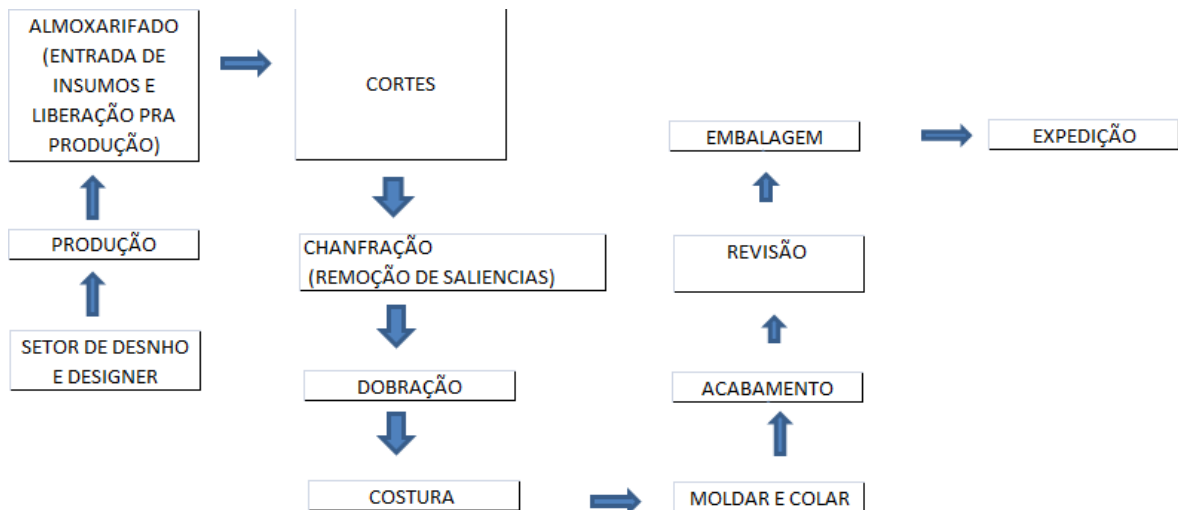 ALMOXARIFADO
(ENTRADA DE
INSUMOS E
LIBERAÇÃO PRA
PRODUÇÃO)
CORTES
EMBALAGEM
EXPEDIÇÃO
PRODUÇÃO
CHANFRAÇÃO
(REMOÇÃO DE SALIENCIAS)
REVISÃO
SETOR DE DESNHO
E DESIGNER
DOBRAÇÃO
ACABAMENTO
COSTURA
MOLDAR E COLAR